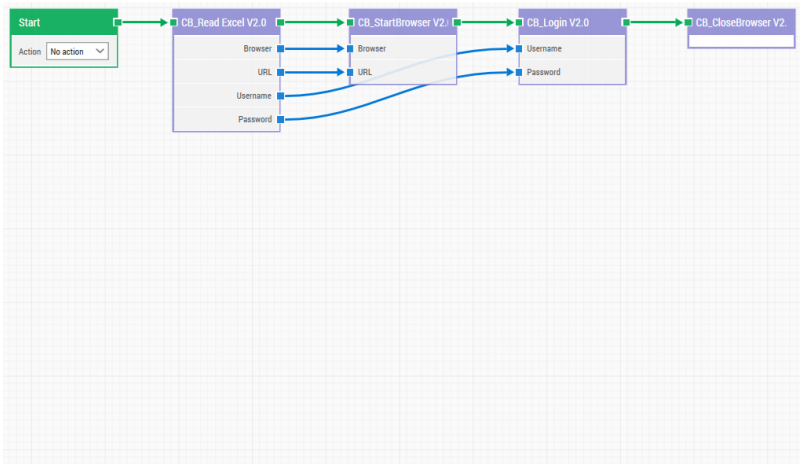 Start
Action No action
CB_Read Excel V2.0
Browser
URL
Username
Password
CB_StartBrowser V2.
Browser
URL
CB_Login V2.0
Username
Password
CB_CloseBrowser V2.